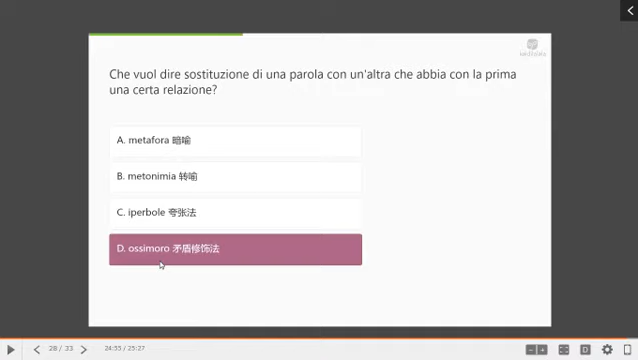 Che vuol dire sostituzione di una parola con un'altra che abbia con la prima
una certa relazione?
A. metafora 暗喻
B. metonimia 转喻
C. iperbole 夸张法
D. ossimoro 矛盾修饰法
28 / 33
24:55 / 25:27
D